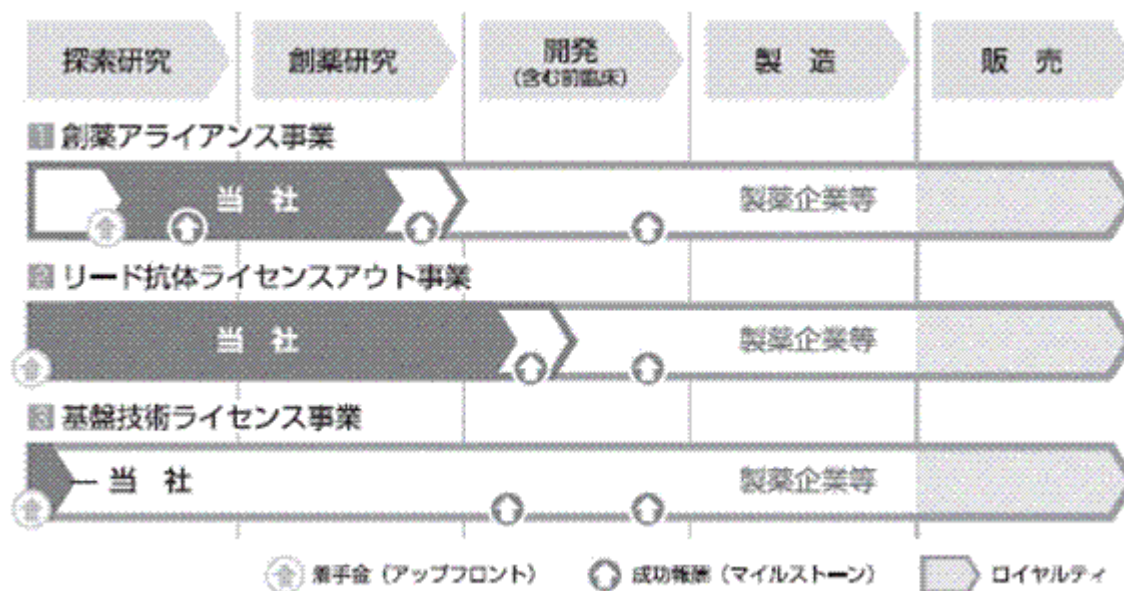 探索研究
創薬研究
開発
(含む前臨床)
製 造
販 売
1 創薬アライアンス事業
当 社
製薬企業等
2 リード抗体ライセンスアウト事業
当 社
製薬企業等
3 基盤技術ライセンス事業
当 社
製薬企業等
着手金（アップフロント）
成功報酬（マイルストーン）
ロイヤルティ